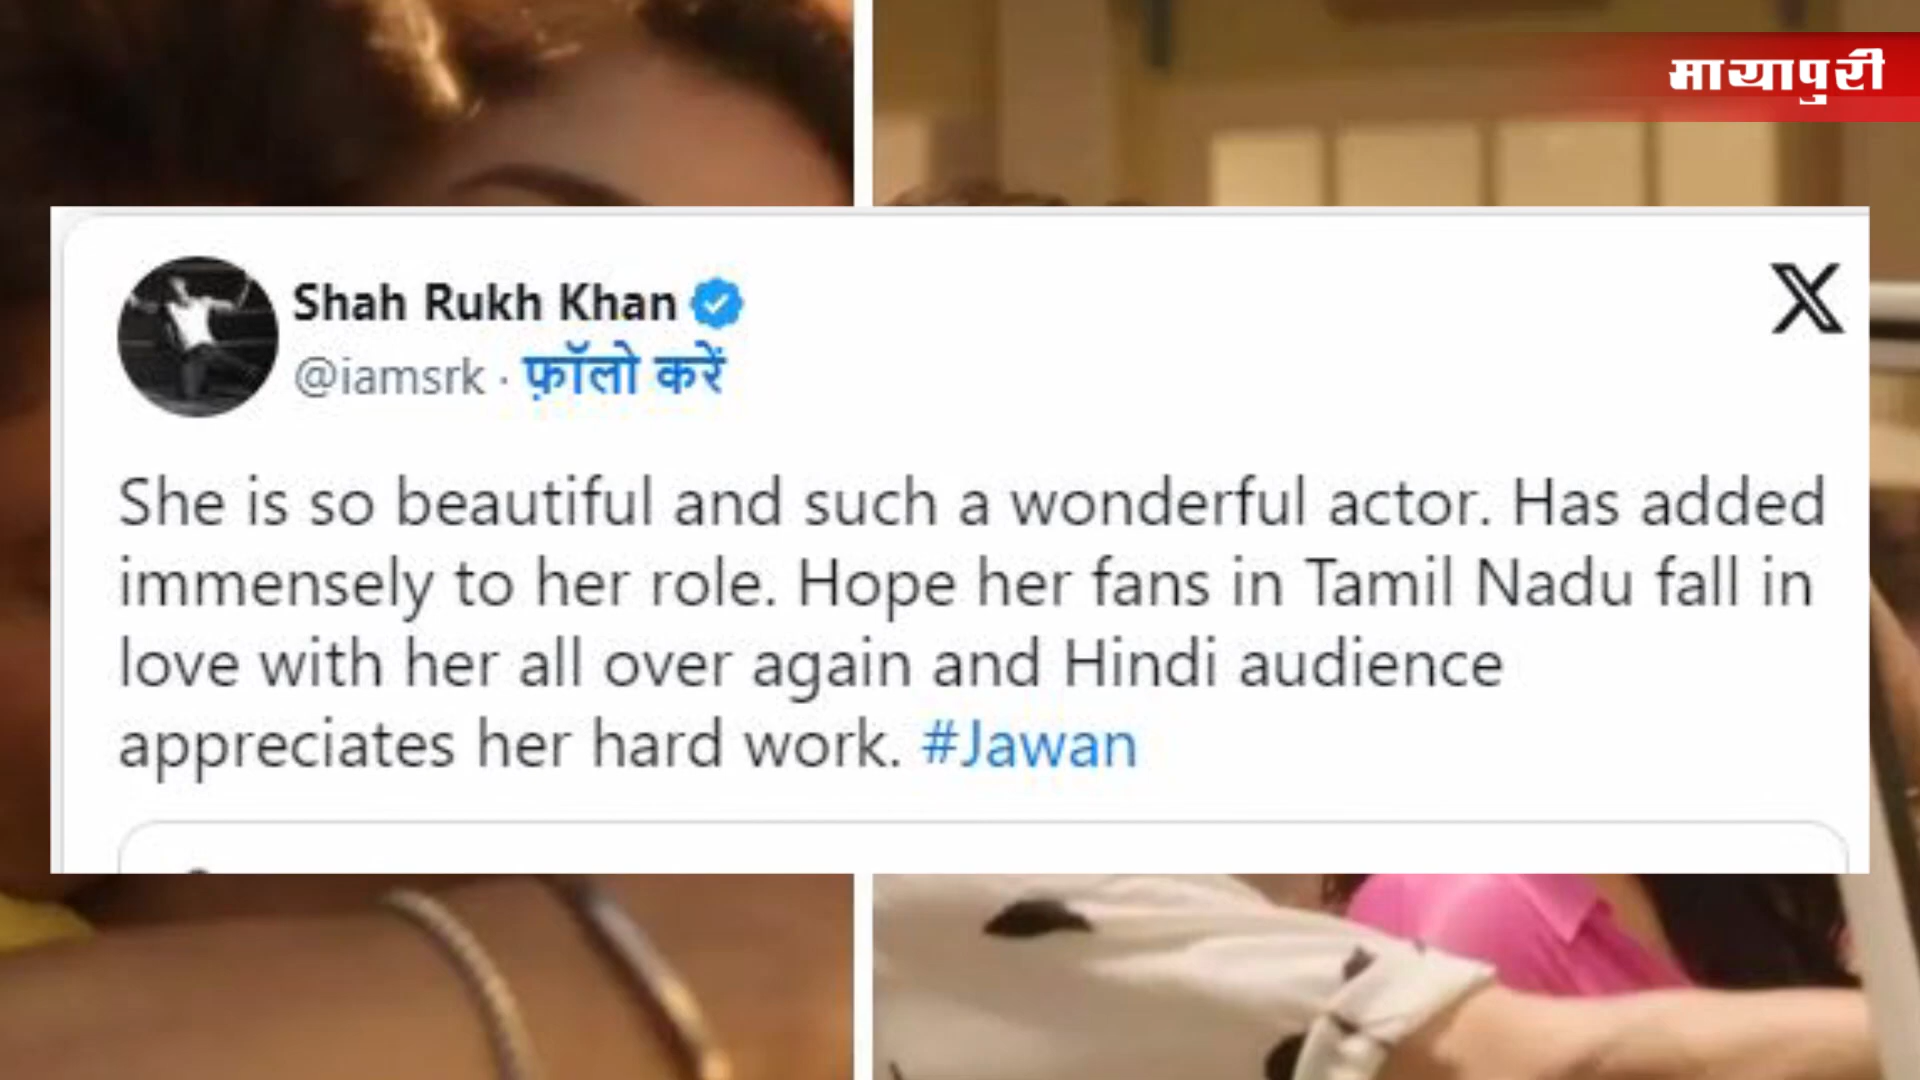 मायापुरी
Shah Rukh Khan
@iamsrk · फ़ॉलो करें
X
She is so beautiful and such a wonderful actor. Has added
immensely to her role. Hope her fans in Tamil Nadu fall in
love with her all over again and Hindi audience
appreciates her hard work. #Jawan